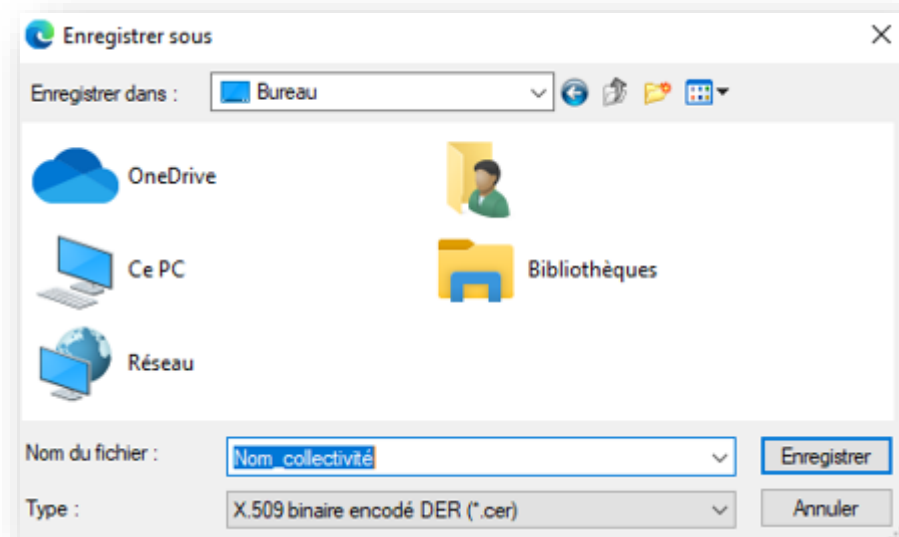 Enregistrer sous
Enregistrer dans :
Bureau
OneDrive
Ce PC
Bibliothèques
Réseau
Nom du fichier :
Nom_collectivité
Enregistrer
Type :
X.509 binaire encodé DER (*.cer)
Annuler